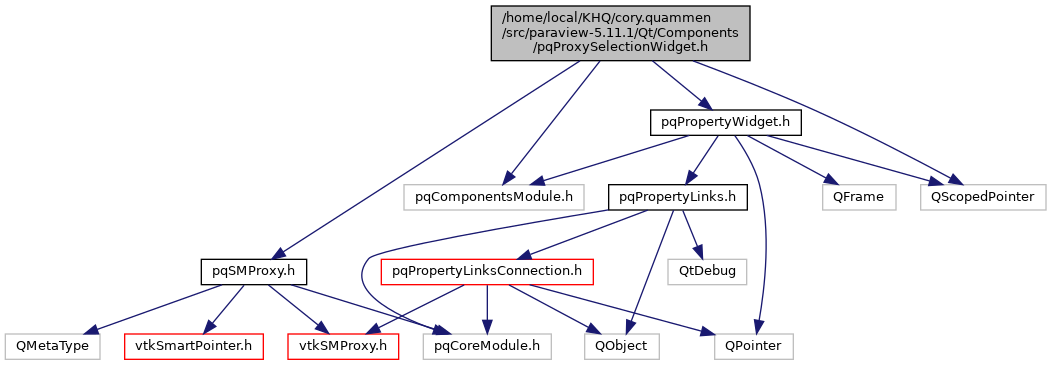 /home/local/KHQ/cory.quammen
/src/paraview-5.11.1/Qt/Components
/pqProxySelectionWidget.h
pqPropertyWidget.h
pqComponentsModule.h
pqPropertyLinks.h
QFrame
QScopedPointer
pqSMProxy.h
pqPropertyLinksConnection.h
QtDebug
QMetaType
vtkSmartPointer.h
vtkSMProxy.h
pqCoreModule.h
QObject
QPointer